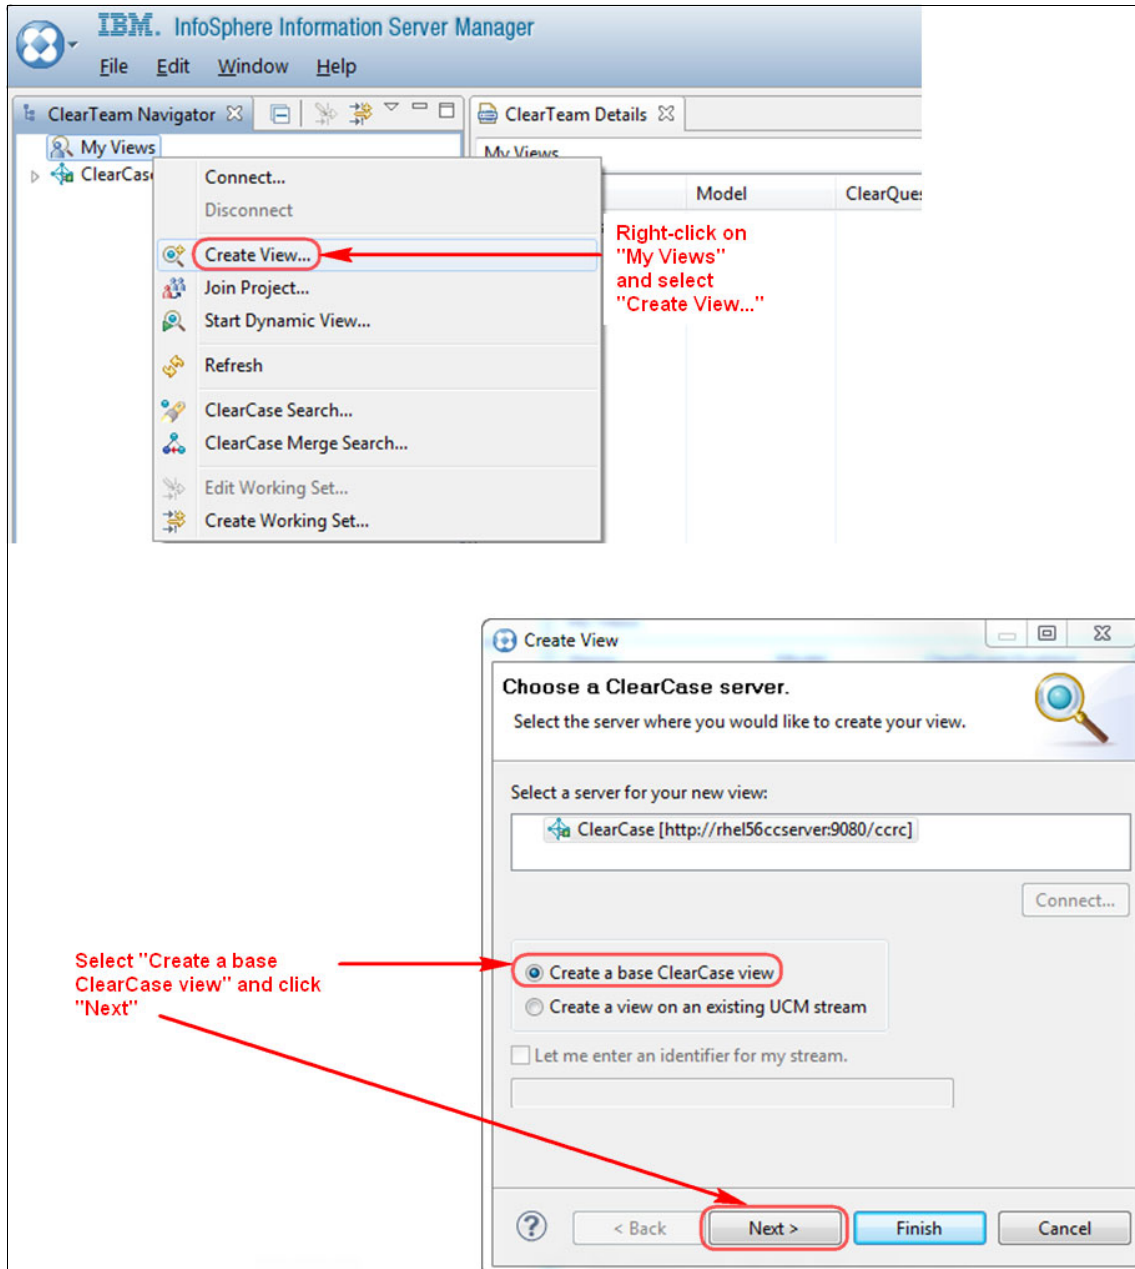 IBM. InfoSphere Information Server Manager
File Edit Window Help
ClearTeam Navigator
ClearTeam Details
My Views
My Views
ClearCas
Model
ClearQue
Connect...
Disconnect
Create View...
Join Project...
Start Dynamic View...
Refresh
ClearCase Search...
ClearCase Merge Search...
Edit Working Set...
Create Working Set...
Right-click on
"My Views"
and select
"Create View..."
Create View
Choose a ClearCase server.
Select the server where you would like to create your view.
Select a server for your new view:
ClearCase [http://rhel56ccserver:9080/ccrc]
Connect...
Select "Create a base
ClearCase view" and click
"Next"
Create a base ClearCase view
Create a view on an existing UCM stream
Let me enter an identifier for my stream.
? < Back Next > Finish Cancel